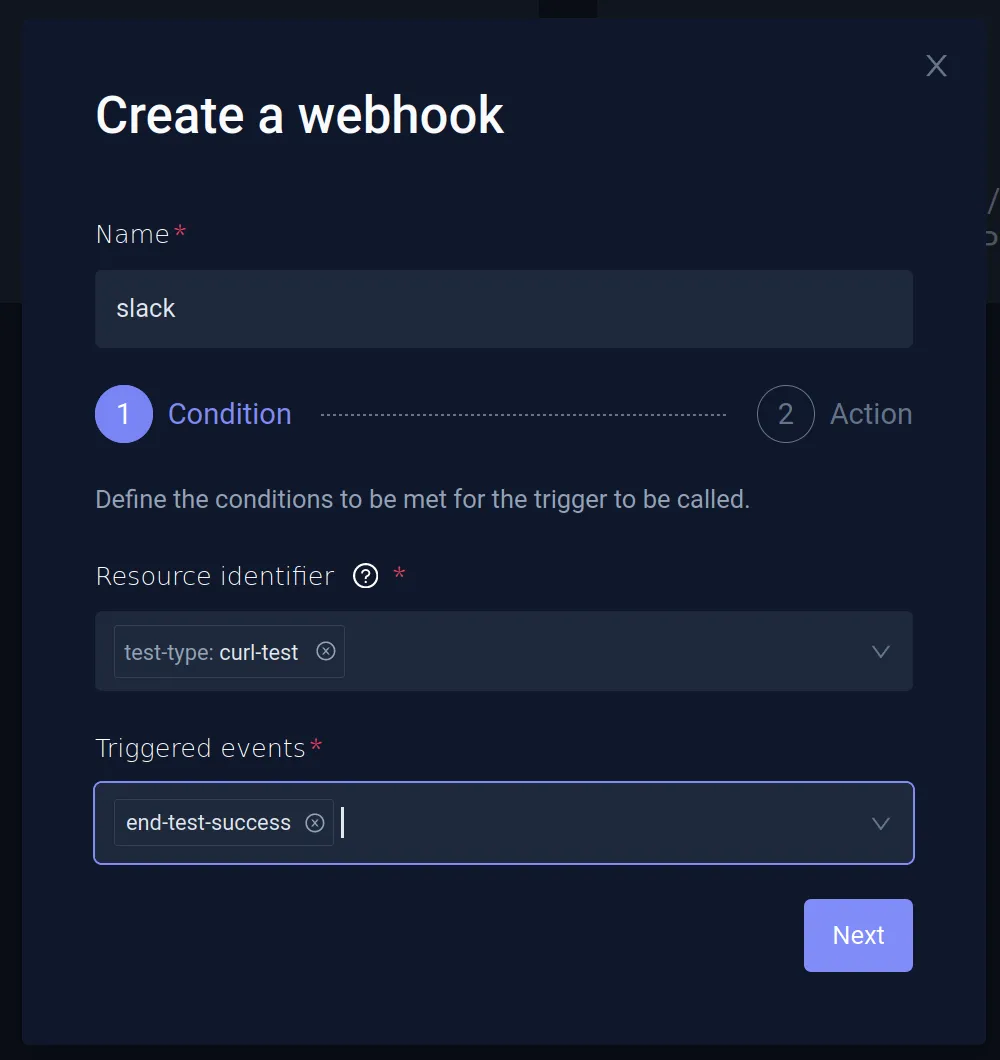 Create a webhook
Name*
slack
1 Condition 2 Action
Define the conditions to be met for the trigger to be called.
Resource identifier ? *
test-type: curl-test
Triggered events*
end-test-success
Next